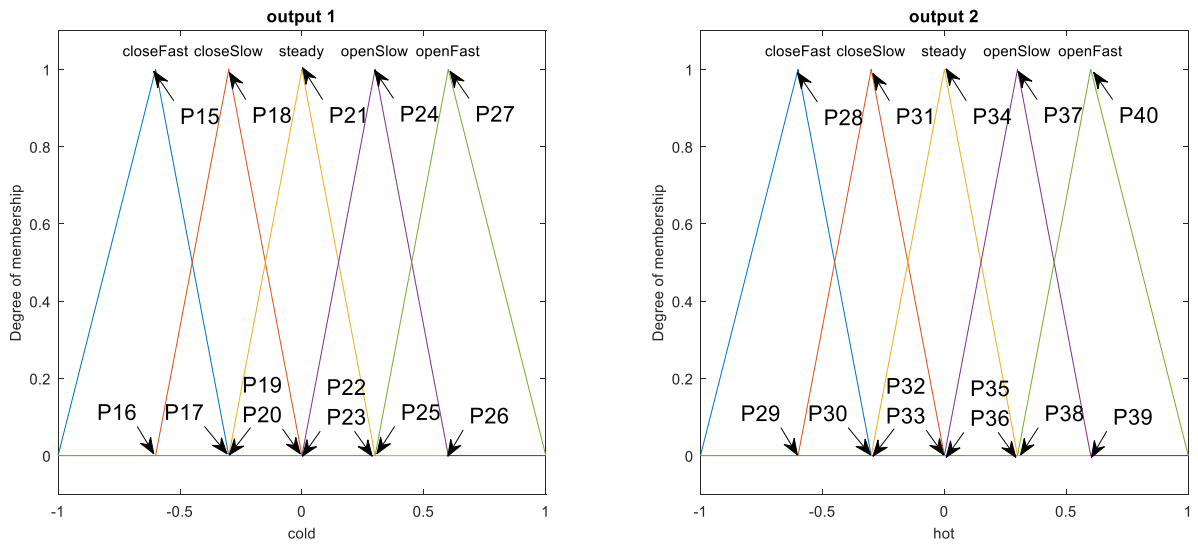 output 1
closeFast closeSlow steady openSlow openFast
1
P15 P18 P21 P24 P27
0.8
0.6
Degree of membership
0.4
0.2
P19 P22
P16 P17 P20 P23 P25 P26
0
-1 -0.5 0 0.5 1
cold
output 2
closeFast closeSlow steady openSlow openFast
1
P28 P31 P34 P37 P40
0.8
0.6
Degree of membership
0.4
0.2
P32 P35
P29 P30 P33 P36 P38 P39
0
-1 -0.5 0 0.5 1
hot